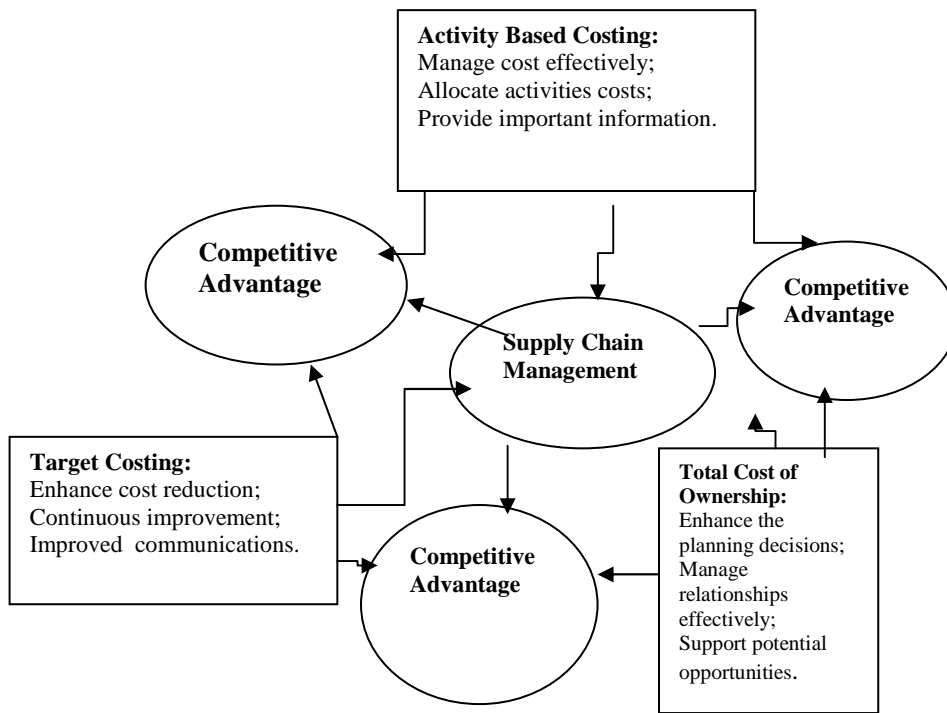 Activity Based Costing:
Manage cost effectively;
Allocate activities costs;
Provide important information.
Competitive
Advantage
Competitive
Advantage
Supply Chain
Management
Target Costing:
Enhance cost reduction;
Continuous improvement;
Improved communications.
Total Cost of
Ownership:
Enhance the
planning decisions;
Manage
relationships
effectively;
Support potential
opportunities.
Competitive
Advantage